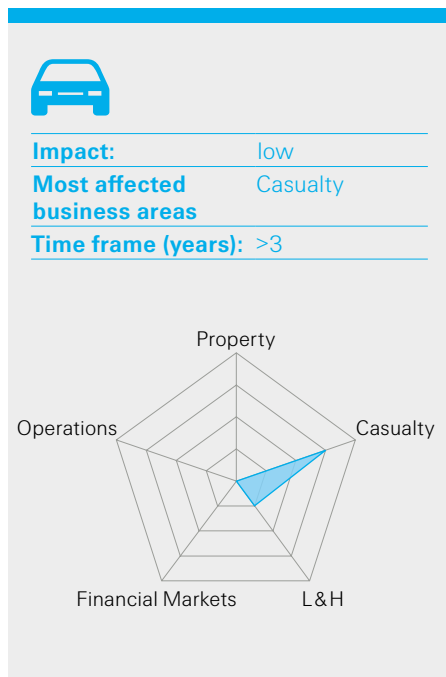 Impact: low
Most affected Casualty
business areas
Time frame (years): >3
Property
Operations
Casualty
Financial Markets
L&H